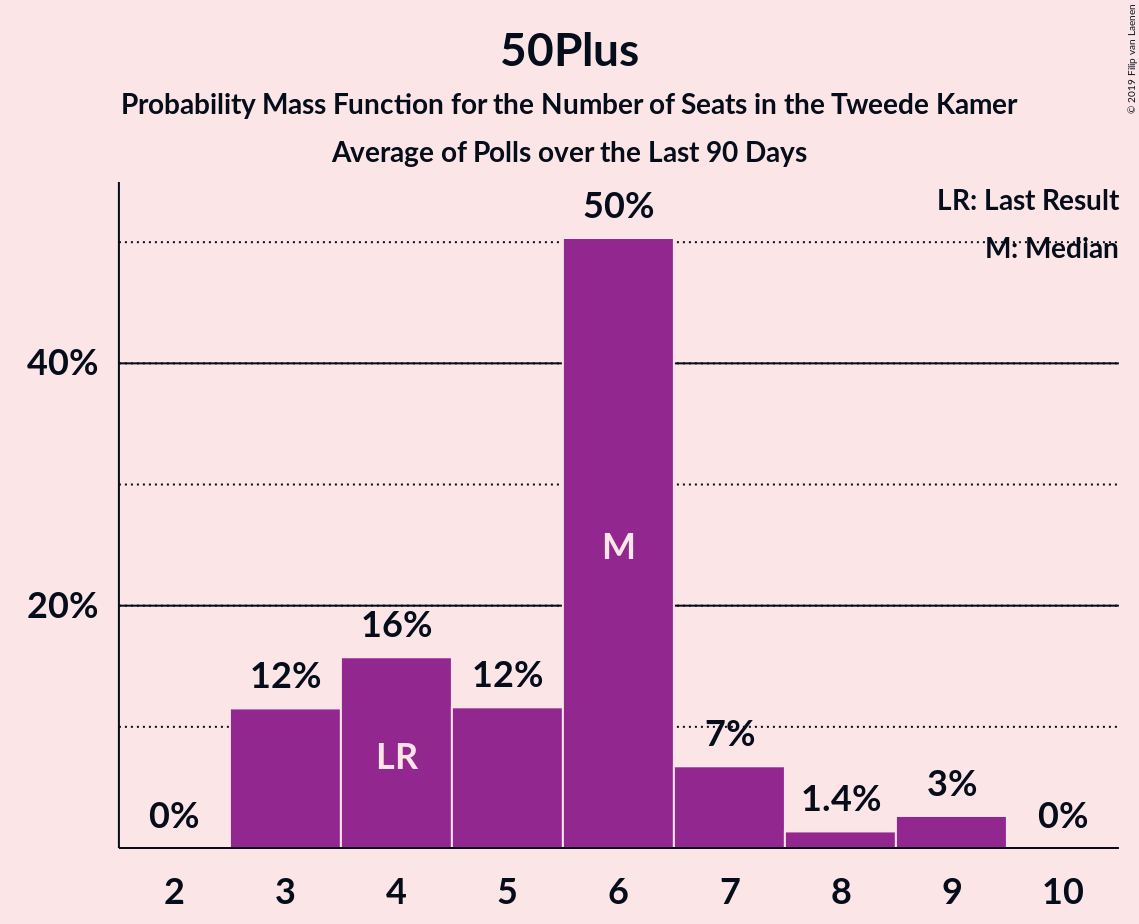 50Plus
Probability Mass Function for the Number of Seats in the Tweede Kamer
Average of Polls over the Last 90 Days
© 2019 Filip van Laenen
LR: Last Result
M: Median
50%
40%
M
20%
16%
12%
12%
7%
LR
3%
1.4%
0%
0%
2
3
4
5
6
7
8
9
10